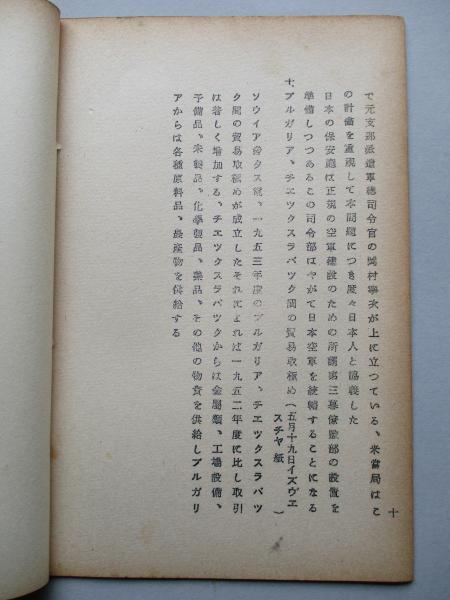 で元支那派遣軍総司令官の岡村寧次が上に立つている、米當局はこ
の計畫を重視して本問題につき度々日本人と協議した
日本の保安廳は正規の空軍建設のための所謂第三幕僚監部の設置を
準備しつつあるこの司令部はやがて日本空軍を統轄することになる
十、ブルガリア、チエツクスラバツク間の貿易取極め(五月十九日イズヴエ
スチヤ紙)
ソウイア発タス電、一九五三年度のブルガリア、チエツクスラバツ
ク間の貿易取極めが成立したそれによれば一九五二年度に比し取引
は著しく増加する、チエツクスラバツクからは金屬類、工場設備、
予備品、米製品、化學製品、藥品、その他の物資を供給しブルガリ
アからは各種原料品、農産物を供給する
十